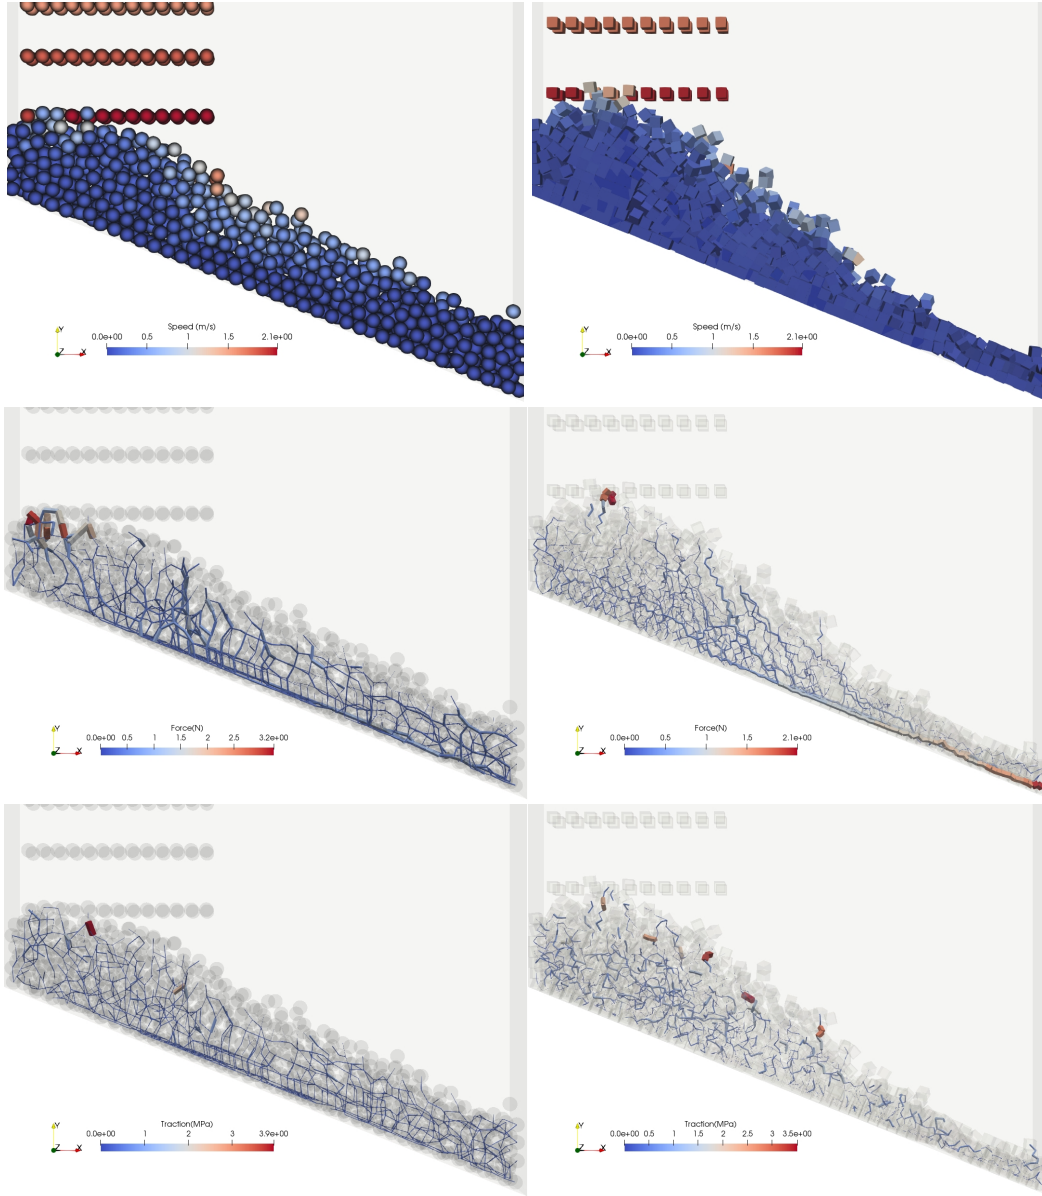 Y
Z X
Speed (m/s)
0.0e+00 0.5 1 1.5 2.1e+00
Y
Z X
Speed (m/s)
0.0e+00 0.5 1 1.5 2.1e+00
Y
Z X
Force(N)
0.0e+00 0.5 1 1.5 2 2.5 3.2e+00
Y
Z X
Force(N)
0.0e+00 0.5 1 1.5 2.1e+00
Y
Z X
Traction(MPa)
0.0e+00 1 2 3 3.9e+00
Y
Z X
Traction(MPa)
0.0e+00 0.5 1 1.5 2 2.5 3 3.5e+00